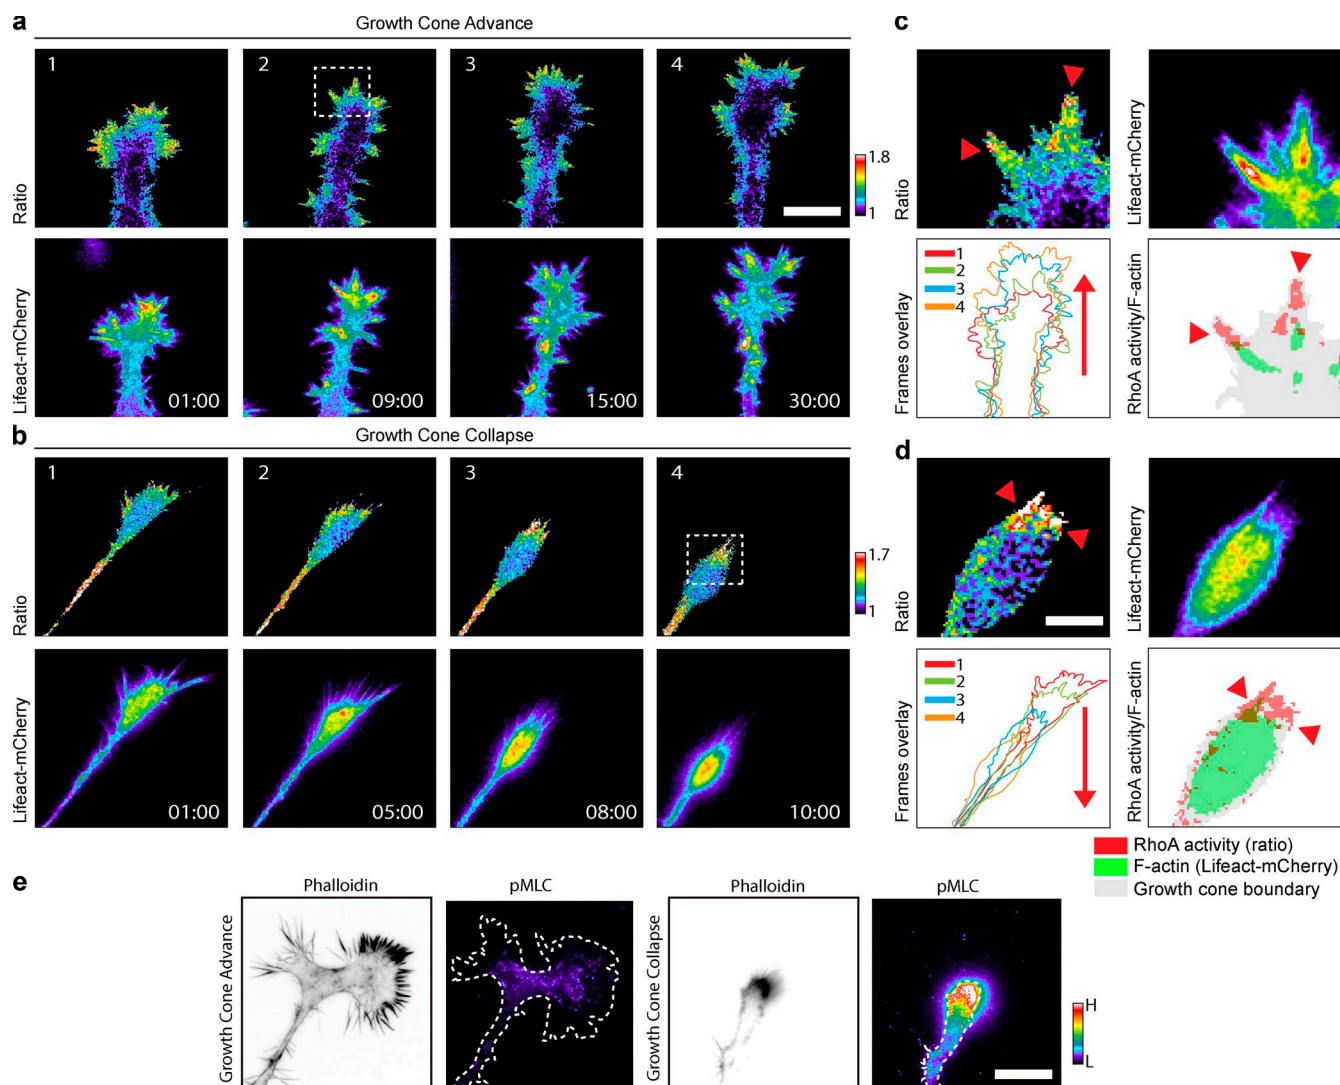 a
Growth Cone Advance
c
Ratio
1
2
3
4
1.8
1
Ratio
Lifeact-mCherry
Lifeact-mCherry
01:00
09:00
15:00
30:00
Frames overlay
1
2
3
4
RhoA activity/F-actin
b
Growth Cone Collapse
d
Ratio
1
2
3
4
1.7
1
Ratio
Lifeact-mCherry
Lifeact-mCherry
01:00
05:00
08:00
10:00
Frames overlay
1
2
3
4
RhoA activity/F-actin
RhoA activity (ratio)
F-actin (Lifeact-mCherry)
Growth cone boundary
e
Phalloidin
pMLC
Phalloidin
pMLC
Growth Cone Advance
Growth Cone Collapse
H
L